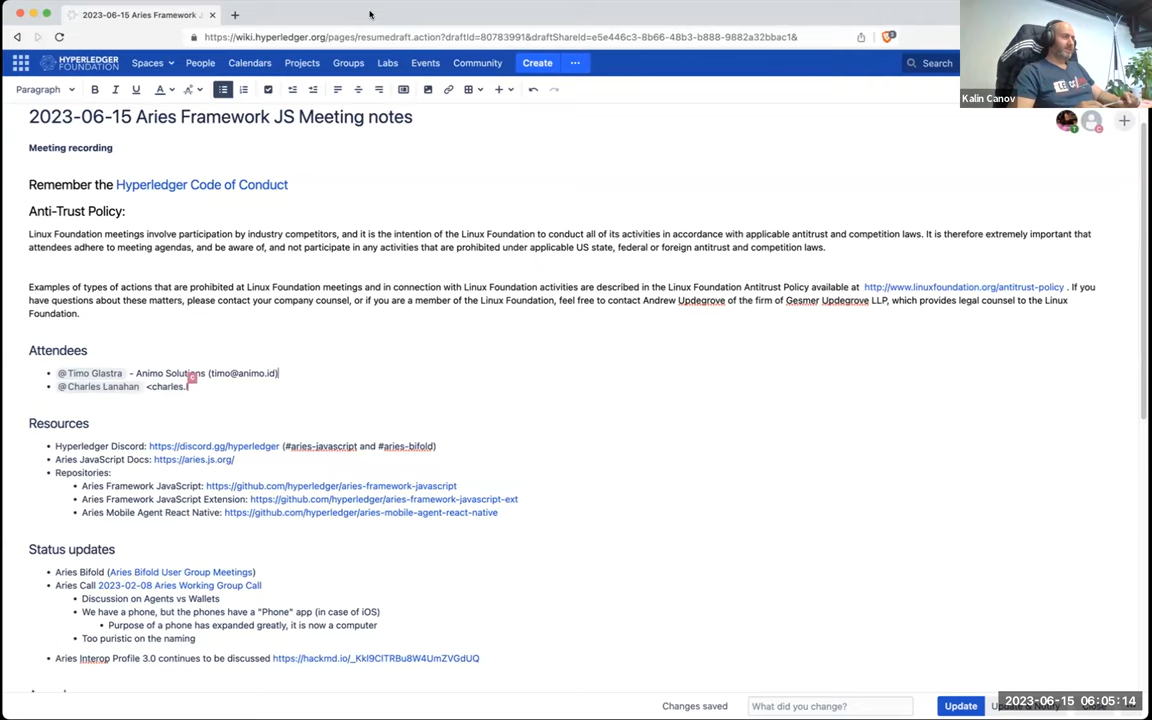 2023-06-15 Aries Framework J
https://wiki.hyperledger.org/pages/resumedraft.action?draftId=80783991&draftShareId=e5e446c3-8b66-48b3-b888-9882a32bbac1&
HYPERLEDGER FOUNDATION Spaces People Calendars Projects Groups Labs Events Community Create ... Search
Kalin Canov
Paragraph B I U A
2023-06-15 Aries Framework JS Meeting notes
Meeting recording
Remember the Hyperledger Code of Conduct
Anti-Trust Policy:
Linux Foundation meetings involve participation by industry competitors, and it is the intention of the Linux Foundation to conduct all of its activities in accordance with applicable antitrust and competition laws. It is therefore extremely important that
attendees adhere to meeting agendas, and be aware of, and not participate in any activities that are prohibited under applicable US state, federal or foreign antitrust and competition laws.
Examples of types of actions that are prohibited at Linux Foundation meetings and in connection with Linux Foundation activities are described in the Linux Foundation Antitrust Policy available at http://www.linuxfoundation.org/antitrust-policy . If you
have questions about these matters, please contact your company counsel, or if you are a member of the Linux Foundation, feel free to contact Andrew Updegrove of the firm of Gesmer Updegrove LLP, which provides legal counsel to the Linux
Foundation.
Attendees
• @Timo Glastra - Animo Solutions (timo@animo.id)
• @Charles Lanahan <charles.l
Resources
• Hyperledger Discord: https://discord.gg/hyperledger (#aries-javascript and #aries-bifold)
• Aries JavaScript Docs: https://aries.js.org/
• Repositories:
• Aries Framework JavaScript: https://github.com/hyperledger/aries-framework-javascript
• Aries Framework JavaScript Extension: https://github.com/hyperledger/aries-framework-javascript-ext
• Aries Mobile Agent React Native: https://github.com/hyperledger/aries-mobile-agent-react-native
Status updates
• Aries Bifold (Aries Bifold User Group Meetings)
• Aries Call 2023-02-08 Aries Working Group Call
• Discussion on Agents vs Wallets
• We have a phone, but the phones have a "Phone" app (in case of iOS)
• Purpose of a phone has expanded greatly, it is now a computer
• Too puristic on the naming
• Aries Interop Profile 3.0 continues to be discussed https://hackmd.io/_Kkl9CITRBu8W4UmZVGdUQ
Changes saved What did you change? Update
2023-06-15 06:05:14